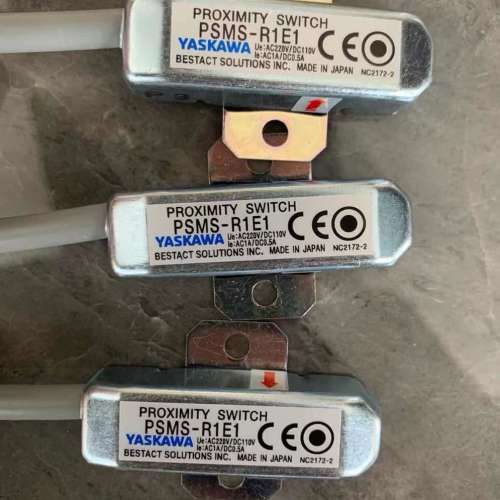 PROXIMITY SWITCH
PSMS-R1E1
YASKAWA Ue:AC220V/DC110V
Ie:AC1A/DC0.5A
BESTACT SOLUTIONS INC. MADE IN JAPAN NC2172-2
CE
PROXIMITY SWITCH
PSMS-R1E1
YASKAWA Ue:AC220V/DC110V
Ie:AC1A/DC0.5A
BESTACT SOLUTIONS INC. MADE IN JAPAN NC2172-2
CE
PROXIMITY SWITCH
PSMS-R1E1
YASKAWA Ue:AC220V/DC110V
Ie:AC1A/DC0.5A
BESTACT SOLUTIONS INC. MADE IN JAPAN NC2172-2
CE